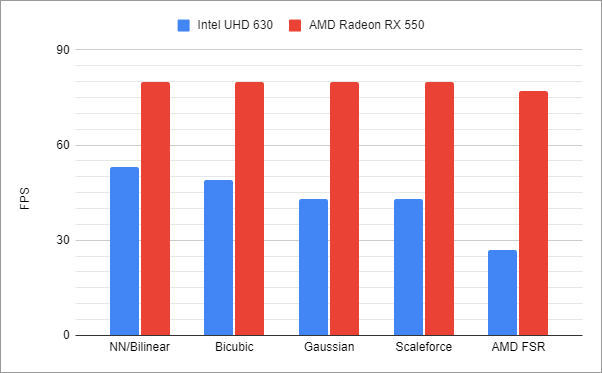 Intel UHD 630 AMD Radeon RX 550
90
60
30
0
FPS
NN/Bilinear Bicubic Gaussian Scaleforce AMD FSR